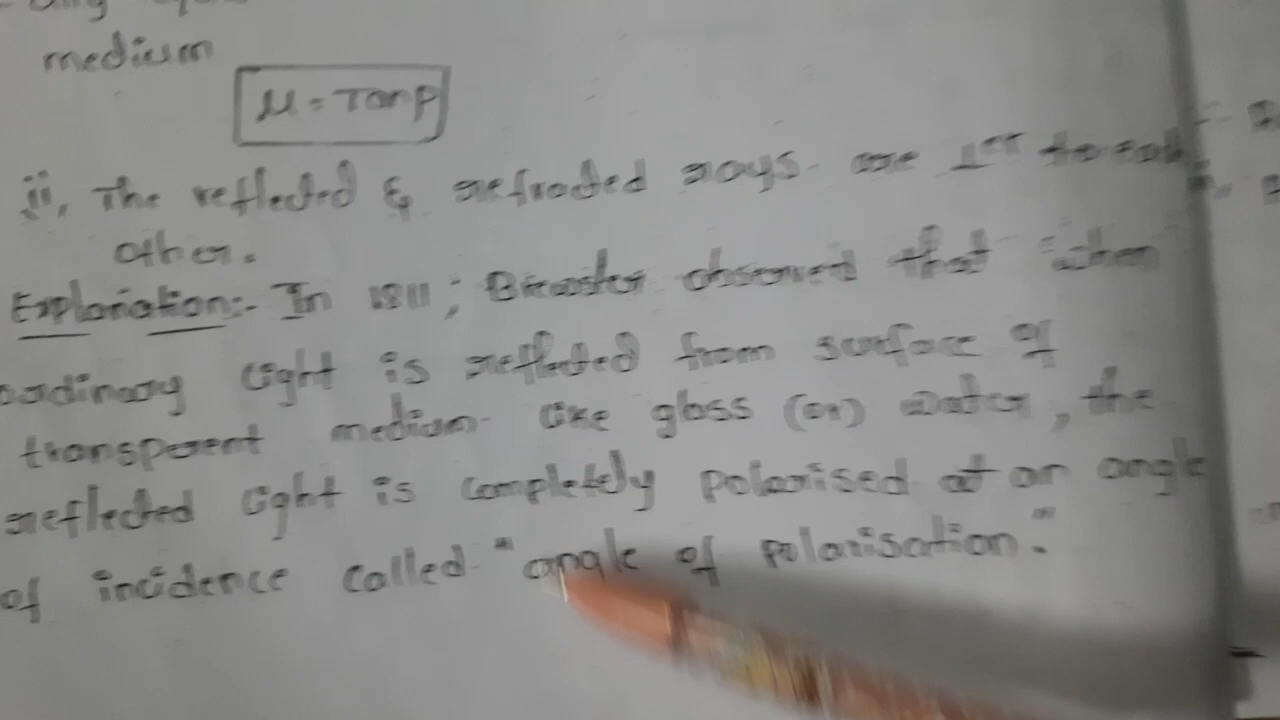 medium
μ = Tanp
ii, The reflected & refracted rays are ⊥er to each
other.
Explanation:- In 1811; Brewster observed that when
ordinary light is reflected from surface of
transperent medium like glass (or) water, the
reflected light is completely polarised at an angle
of incidence called "angle of polarisation."